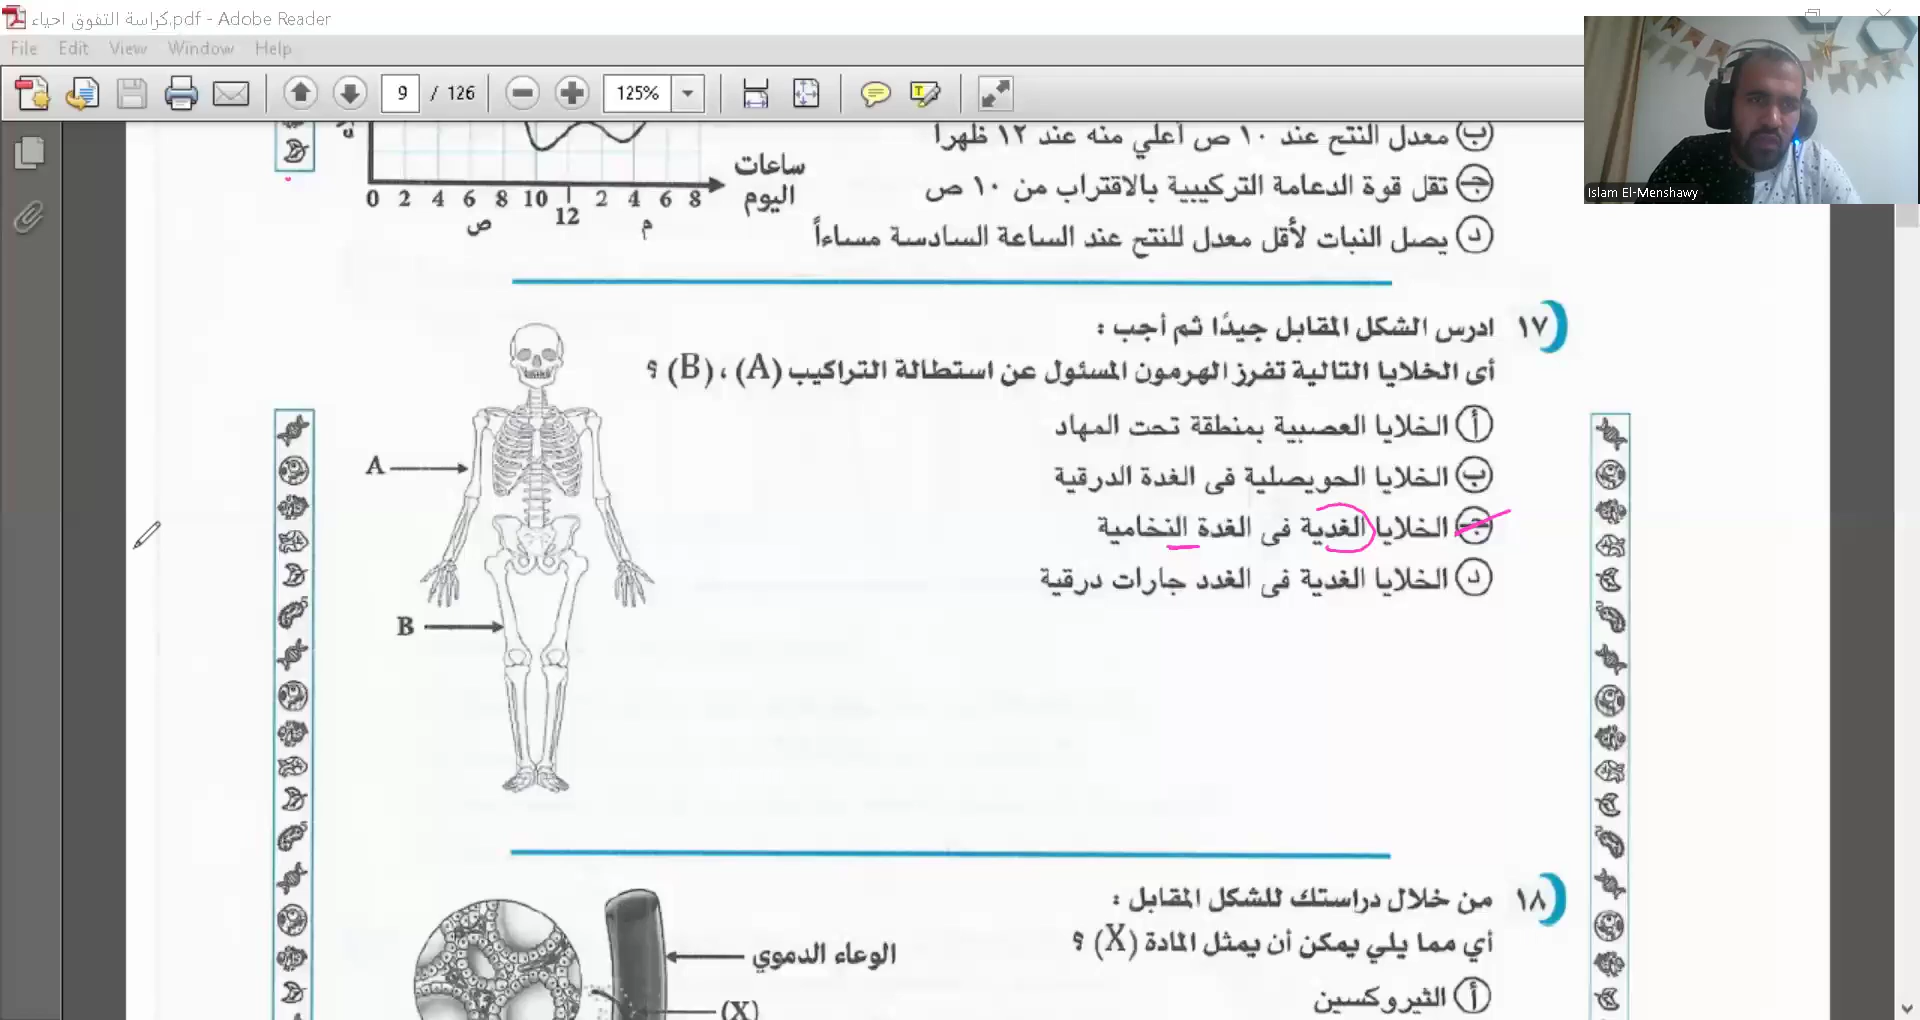 كراسة التفوق احياء.pdf - Adobe Reader
File Edit View Window Help
9 / 126 125%
Islam El-Menshawy
ب معدل النتح عند ١٠ ص أعلي منه عند ١٢ ظهراً
ج تقل قوة الدعامة التركيبية بالاقتراب من ١٠ ص
د يصل النبات لأقل معدل للنتح عند الساعة السادسة مساءاً
ساعات
اليوم
0 2 4 6 8 10 12 2 4 6 8
ص م
١٧ ادرس الشكل المقابل جيدًا ثم أجب :
أى الخلايا التالية تفرز الهرمون المسئول عن استطالة التراكيب (A) ، (B) ؟
أ الخلايا العصبية بمنطقة تحت المهاد
ب الخلايا الحويصلية فى الغدة الدرقية
ج الخلايا الغدية فى الغدة النخامية
د الخلايا الغدية فى الغدد جارات درقية
A
B
١٨ من خلال دراستك للشكل المقابل :
أي مما يلي يمكن أن يمثل المادة (X) ؟
أ الثيروكسين
الوعاء الدموي
(X)